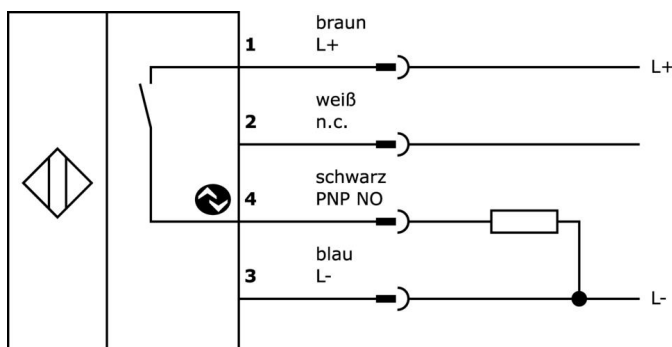 braun
1 L+
L+
weiß
2 n.c.
schwarz
4 PNP NO
blau
3 L-
L-